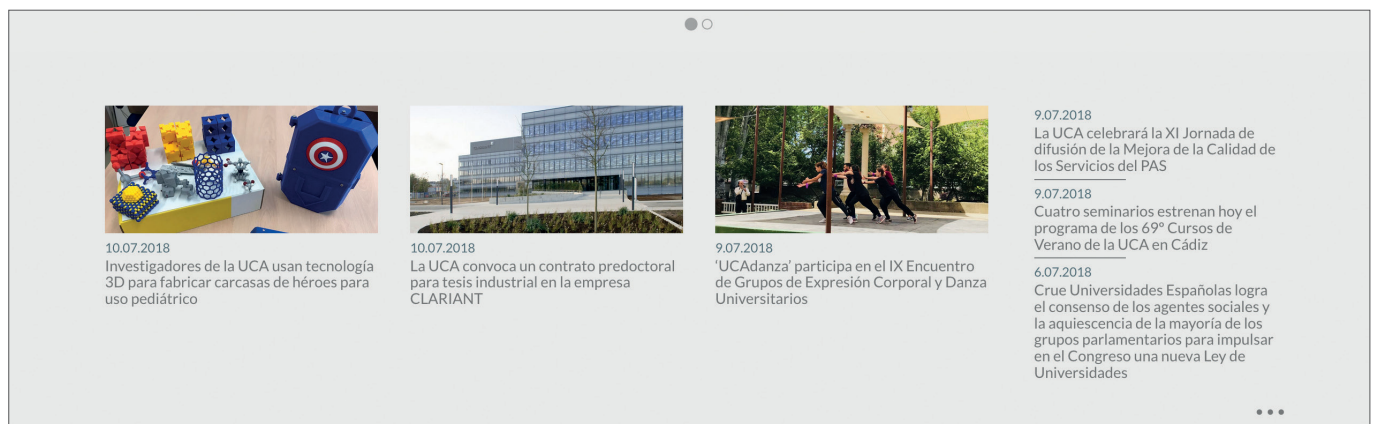 10.07.2018
Investigadores de la UCA usan tecnología
3D para fabricar carcasas de héroes para
uso pediátrico
10.07.2018
La UCA convoca un contrato predoctoral
para tesis industrial en la empresa
CLARIANT
9.07.2018
‘UCAdanza’ participa en el IX Encuentro
de Grupos de Expresión Corporal y Danza
Universitarios
9.07.2018
La UCA celebrará la XI Jornada de
difusión de la Mejora de la Calidad de
los Servicios del PAS
9.07.2018
Cuatro seminarios estrenan hoy el
programa de los 69º Cursos de
Verano de la UCA en Cádiz
6.07.2018
Crue Universidades Españolas logra
el consenso de los agentes sociales y
la aquiescencia de la mayoría de los
grupos parlamentarios para impulsar
en el Congreso una nueva Ley de
Universidades